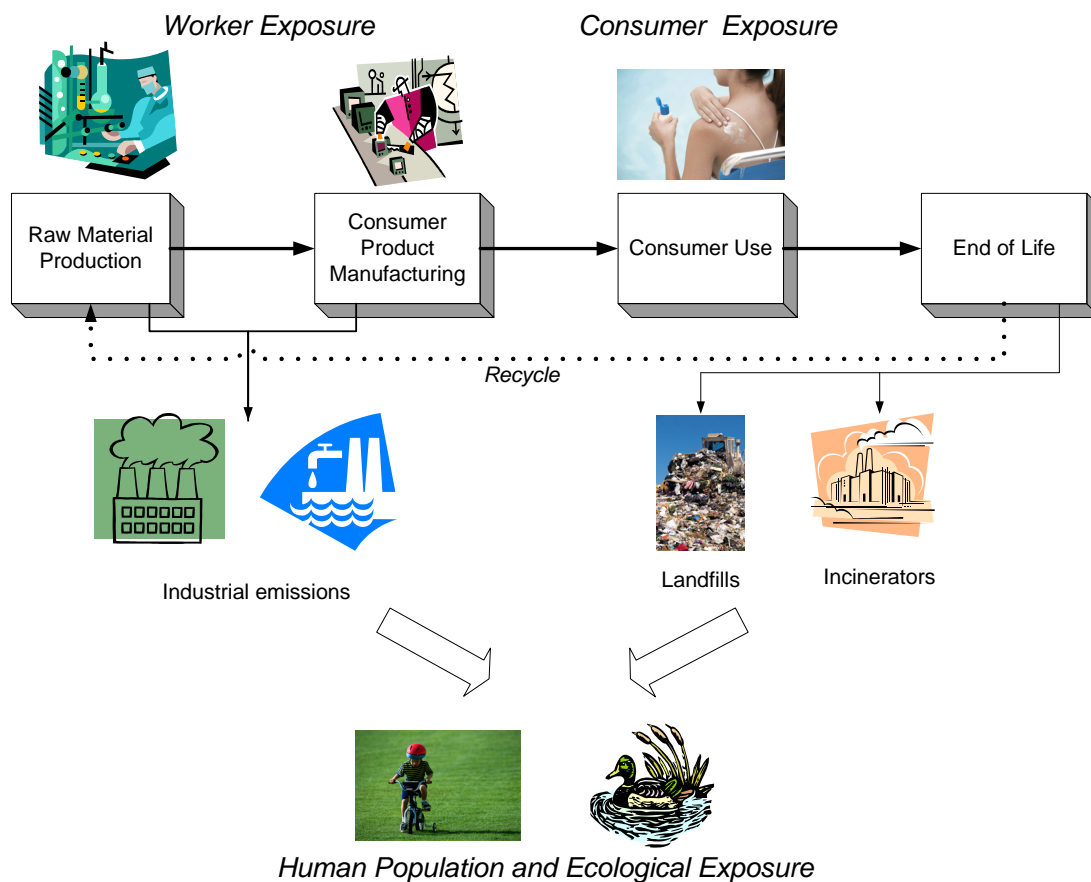 Worker Exposure
Consumer Exposure
Raw Material
Production
Consumer
Product
Manufacturing
Consumer Use
End of Life
Recycle
Industrial emissions
Landfills
Incinerators
Human Population and Ecological Exposure